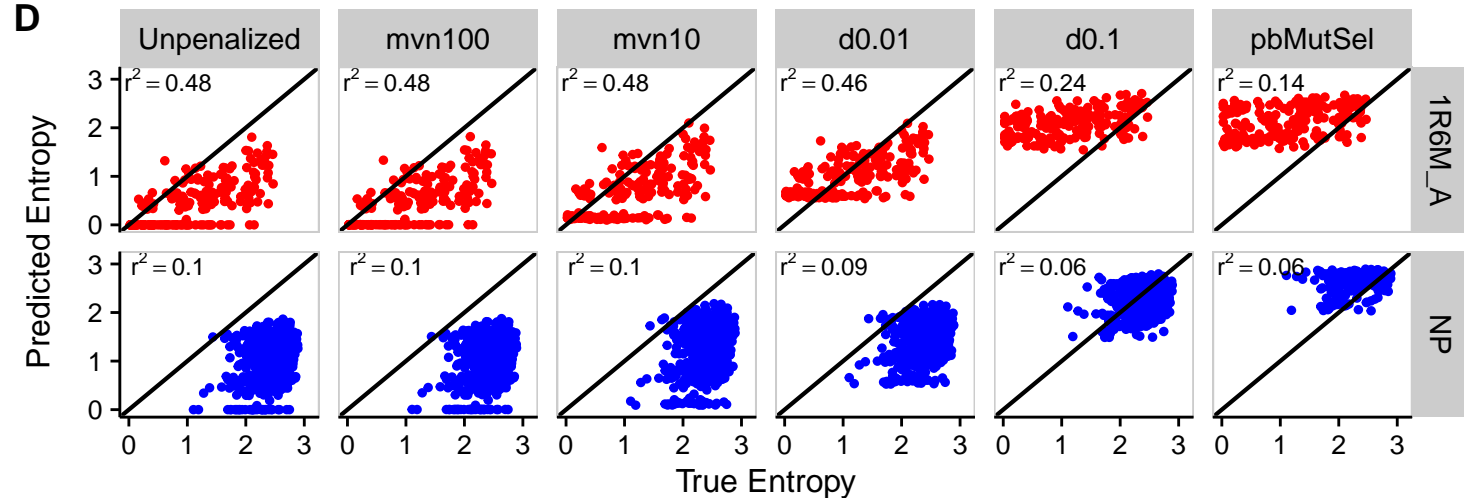 D
Unpenalized mvn100 mvn10 d0.01 d0.1 pbMutSel
r² = 0.48 r² = 0.48 r² = 0.48 r² = 0.46 r² = 0.24 r² = 0.14
3
2
1
0
1R6M_A
r² = 0.1 r² = 0.1 r² = 0.1 r² = 0.09 r² = 0.06 r² = 0.06
3
2
1
0
NP
Predicted Entropy
0 1 2 3 0 1 2 3 0 1 2 3 0 1 2 3 0 1 2 3 0 1 2 3
True Entropy